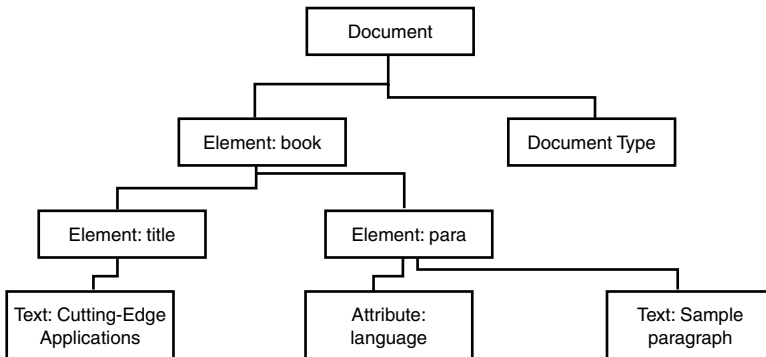 Document
Element: book
Document Type
Element: title
Element: para
Text: Cutting-Edge
Applications
Attribute:
language
Text: Sample
paragraph